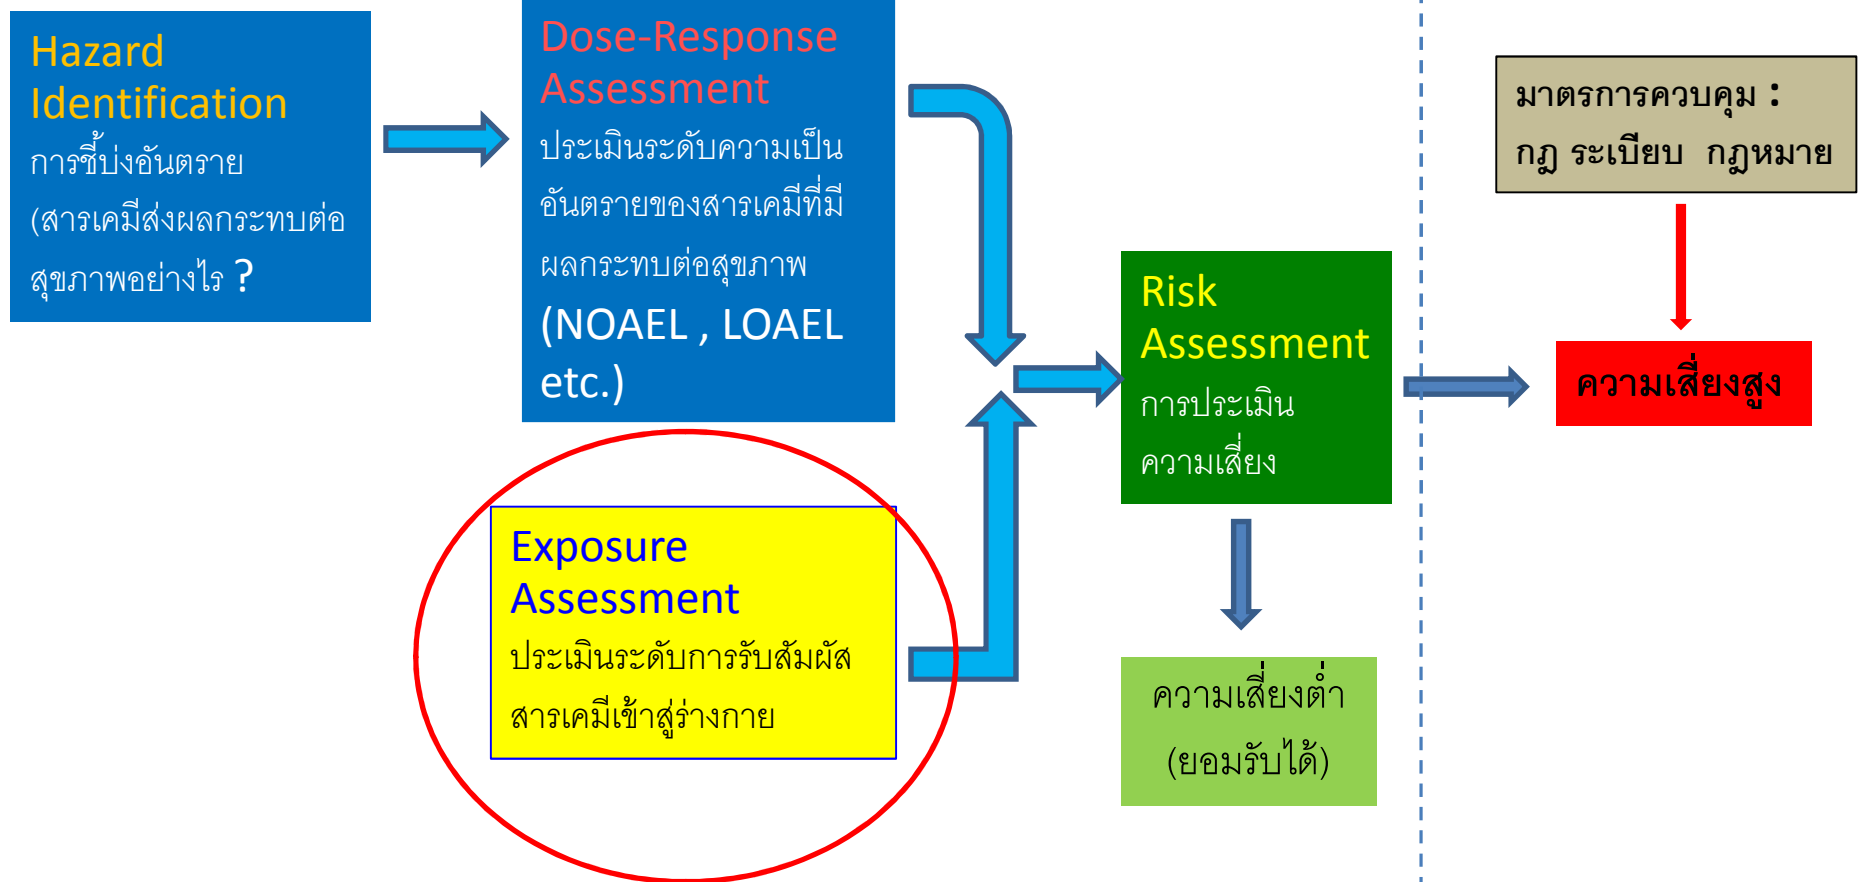 Hazard
Identification
การชี้บ่งอันตราย
(สารเคมีส่งผลกระทบต่อ
สุขภาพอย่างไร ?
Dose-Response
Assessment
ประเมินระดับความเป็น
อันตรายของสารเคมีที่มี
ผลกระทบต่อสุขภาพ
(NOAEL , LOAEL
etc.)
Exposure
Assessment
ประเมินระดับการรับสัมผัส
สารเคมีเข้าสู่ร่างกาย
Risk
Assessment
การประเมิน
ความเสี่ยง
ความเสี่ยงต่ำ
(ยอมรับได้)
มาตรการควบคุม :
กฎ ระเบียบ กฎหมาย
ความเสี่ยงสูง